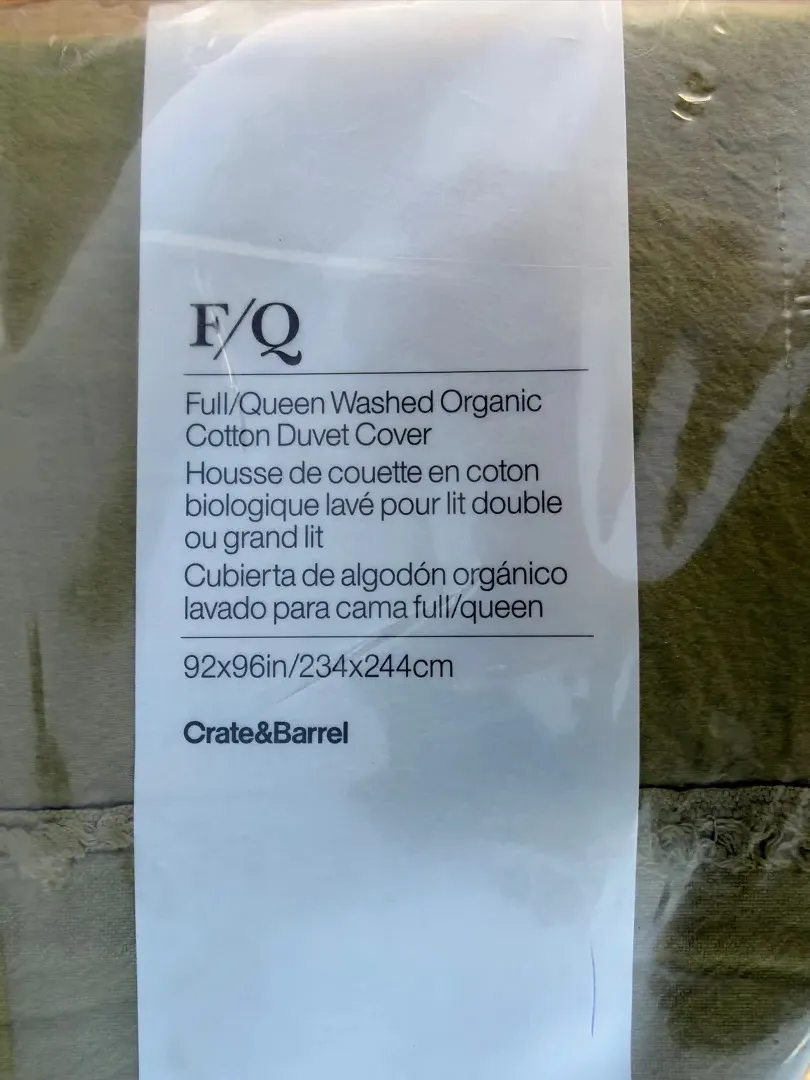 F/Q
Full/Queen Washed Organic
Cotton Duvet Cover
Housse de couette en coton
biologique lavé pour lit double
ou grand lit
Cubierta de algodón orgánico
lavado para cama full/queen
92x96in/234x244cm
Crate&Barrel